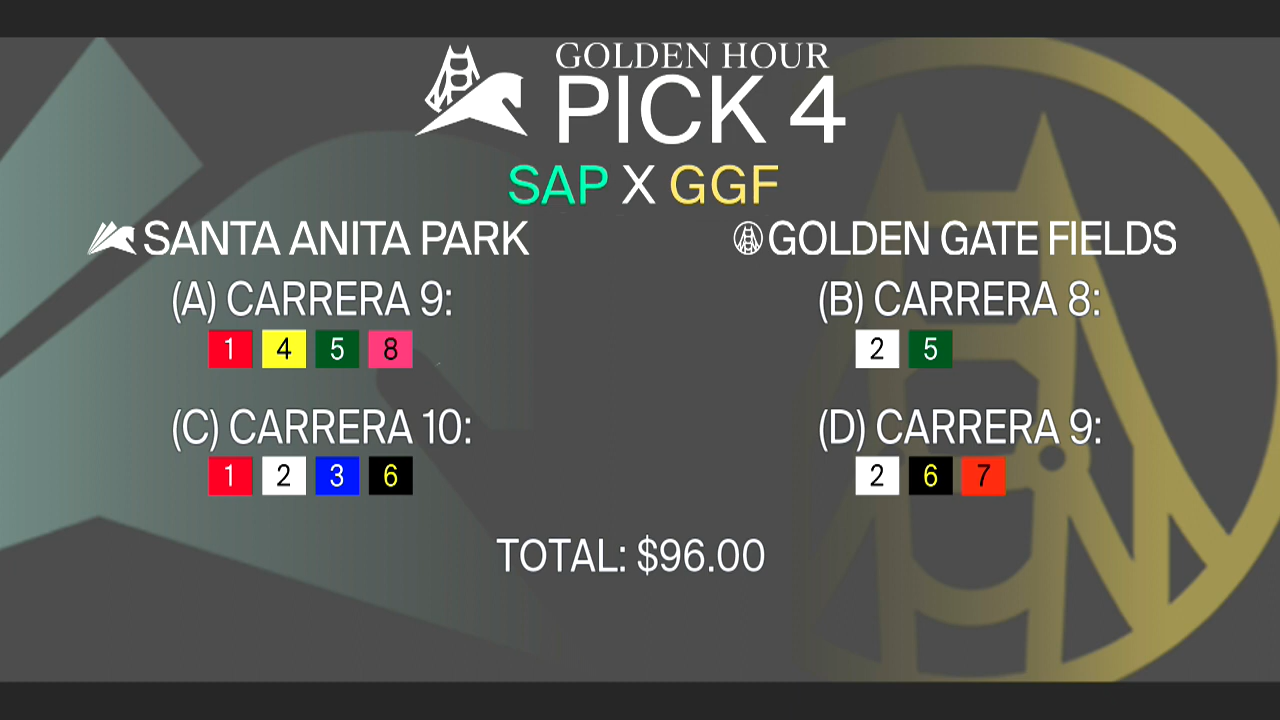 GOLDEN HOUR
PICK 4
SAP X GGF
SANTA ANITA PARK
(A) CARRERA 9:
1 4 5 8
(C) CARRERA 10:
1 2 3 6
GOLDEN GATE FIELDS
(B) CARRERA 8:
2 5
(D) CARRERA 9:
2 6 7
TOTAL: $96.00